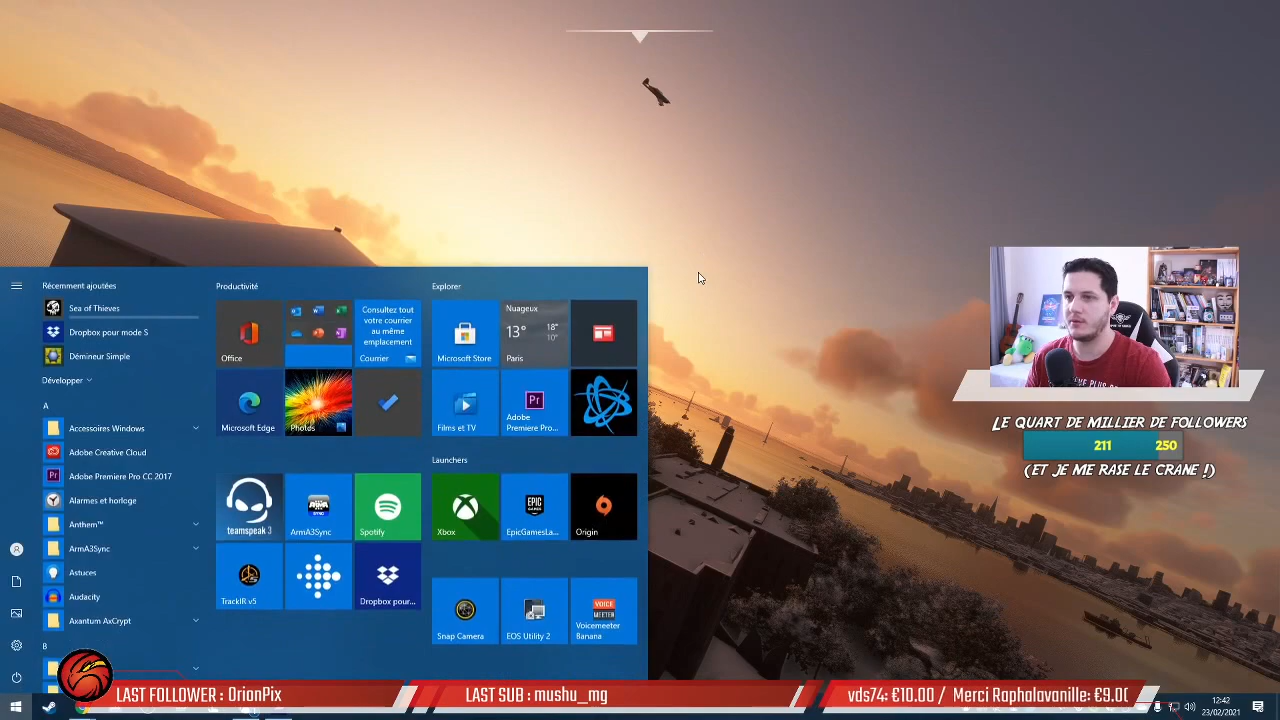 Récemment ajoutées
Sea of Thieves
Dropbox pour mode S
Démineur Simple
Développer
A
Accessoires Windows
Adobe Creative Cloud
Adobe Premiere Pro CC 2017
Alarmes et horloge
Anthem™
ArmA3Sync
Astuces
Audacity
Axantum AxCrypt
B
Productivité
Office
Consultez tout
votre courrier
au même
emplacement
Courrier
Microsoft Edge
Photos
teamspeak 3
ArmA3Sync
Spotify
TrackIR v5
Dropbox pour...
Explorer
Microsoft Store
Nuageux
13° 18°
10°
Paris
Films et TV
Pr
Adobe
Premiere Pro...
Launchers
Xbox
EPIC
GAMES
EpicGamesLa...
Origin
Snap Camera
EOS Utility 2
VOICE
MEETER
Voicemeeter
Banana
LE QUART DE MILLIER DE FOLLOWERS
211 250
(ET JE ME RASE LE CRANE !)
LAST FOLLOWER : OrionPix
LAST SUB : mushu_mg
vds74: €10.00 / Merci Raphalavanille: €9.0
12:42
23/02/2021